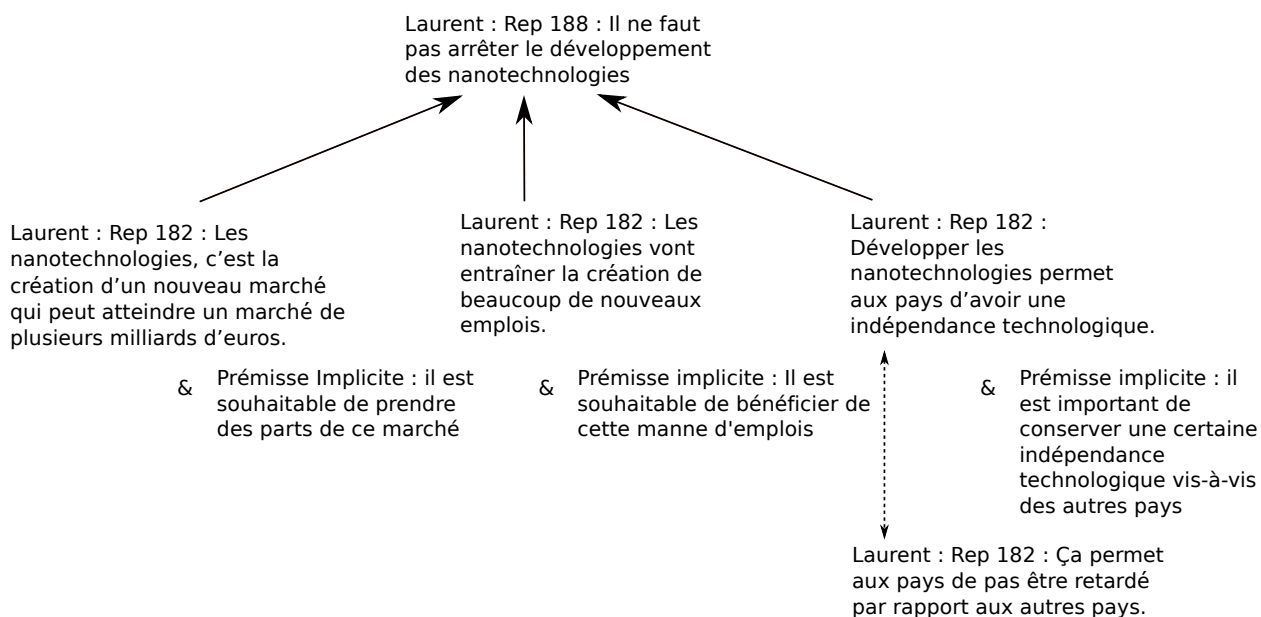 Laurent : Rep 188 : Il ne faut
pas arrêter le développement
des nanotechnologies
Laurent : Rep 182 : Les
nanotechnologies, c’est la
création d’un nouveau marché
qui peut atteindre un marché de
plusieurs milliards d’euros.
&
Prémisse Implicite : il est
souhaitable de prendre
des parts de ce marché
Laurent : Rep 182 : Les
nanotechnologies vont
entraîner la création de
beaucoup de nouveaux
emplois.
&
Prémisse implicite : Il est
souhaitable de bénéficier de
cette manne d'emplois
Laurent : Rep 182 :
Développer les
nanotechnologies permet
aux pays d’avoir une
indépendance technologique.
&
Prémisse implicite : il
est important de
conserver une certaine
indépendance
technologique vis-à-vis
des autres pays
Laurent : Rep 182 : Ça permet
aux pays de pas être retardé
par rapport aux autres pays.